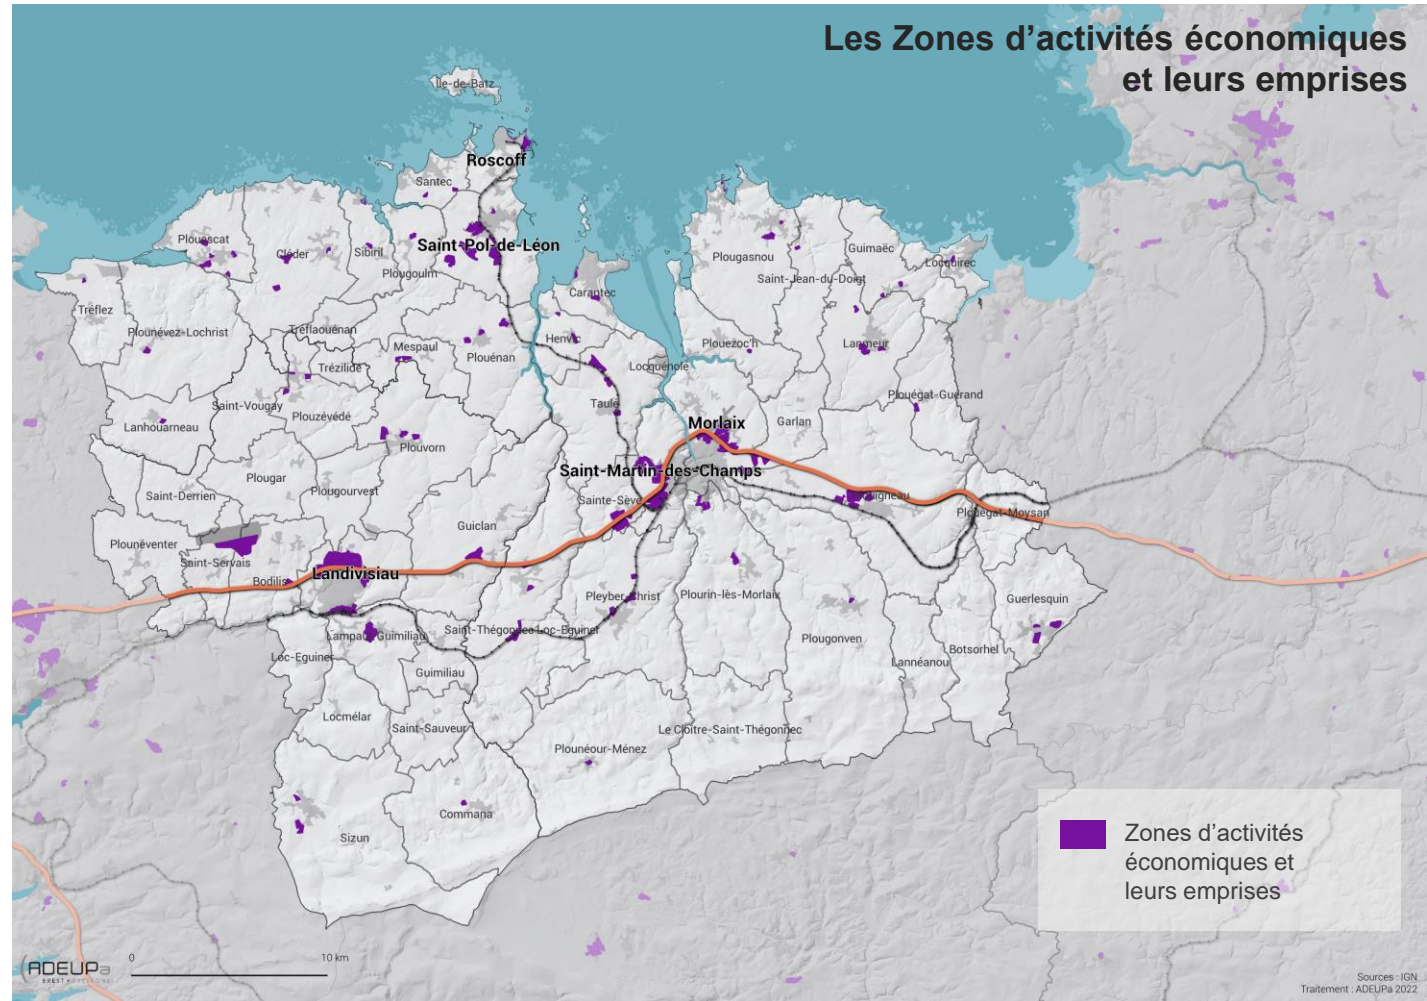 Les Zones d'activités économiques
et leurs emprises
Île-de-Batz
Roscoff
Santec
Saint-Pol-de-Léon
Plouescat
Cléder
Sibiril
Plougoulm
Plougasnou
Guimaëc
Locquirec
Saint-Jean-du-Doigt
Carantec
Tréflez
Plounévez-Lochrist
Tréflaouénan
Mespaul
Plouénan
Henvic
Plouezoc'h
Lanmeur
Trézilidé
Locquénolé
Saint-Vougay
Plouzévédé
Taulé
Plouégat-Guérand
Lanhouarneau
Plouvorn
Morlaix
Garlan
Saint-Martin-des-Champs
Plougar
Plougourvest
Saint-Derrien
Sainte-Sève
Plouigneau
Plouégat-Moysan
Guiclan
Plounéventer
Saint-Servais
Bodilis
Landivisiau
Pleyber-Christ
Plourin-lès-Morlaix
Guerlesquin
Lampaul-Guimiliau
Saint-Thégonnec Loc-Eguiner
Plougonven
Loc-Eguiner
Guimiliau
Lannéanou
Botsorhel
Locmélar
Saint-Sauveur
Le Cloître-Saint-Thégonnec
Plounéour-Ménez
Commana
Sizun
Zones d'activités
économiques et
leurs emprises
ADEUPa
BREST • BRETAGNE
0
10 km
Sources : IGN
Traitement : ADEUPa 2022